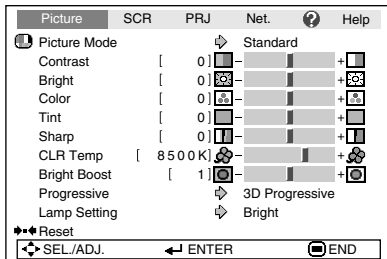 Picture SCR PRJ Net. ? Help
Picture Mode Standard
Contrast [ 0] - +
Bright [ 0] - +
Color [ 0] - +
Tint [ 0] - +
Sharp [ 0] - +
CLR Temp [ 8500K] - +
Bright Boost [ 1] - +
Progressive 3D Progressive
Lamp Setting Bright
Reset
SEL./ADJ. ENTER END